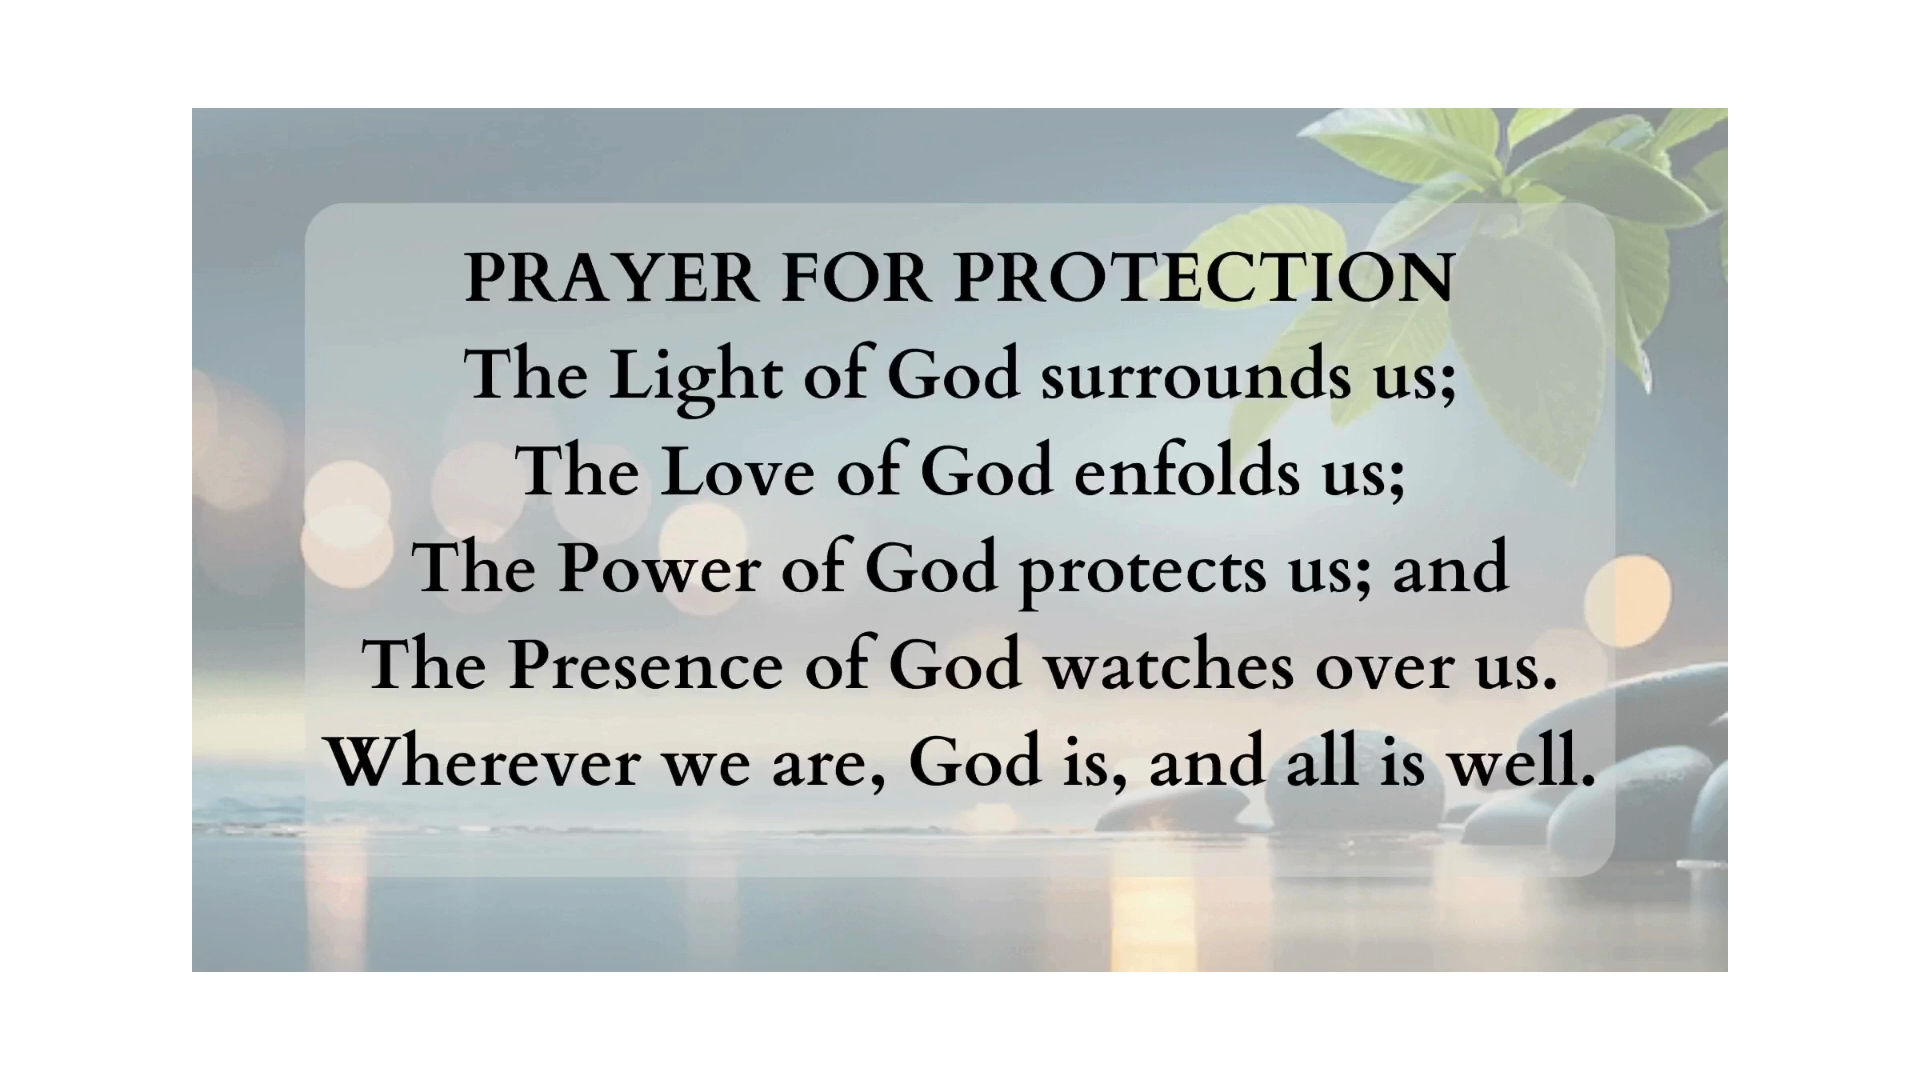 PRAYER FOR PROTECTION
The Light of God surrounds us;
The Love of God enfolds us;
The Power of God protects us; and
The Presence of God watches over us.
Wherever we are, God is, and all is well.